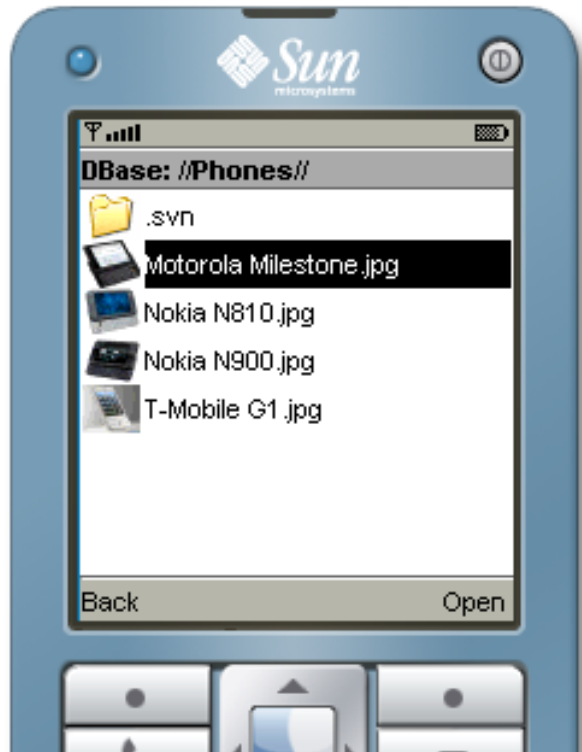 Sun
microsystems
DBase: //Phones//
.svn
Motorola Milestone.jpg
Nokia N810.jpg
Nokia N900.jpg
T-Mobile G1.jpg
Back
Open